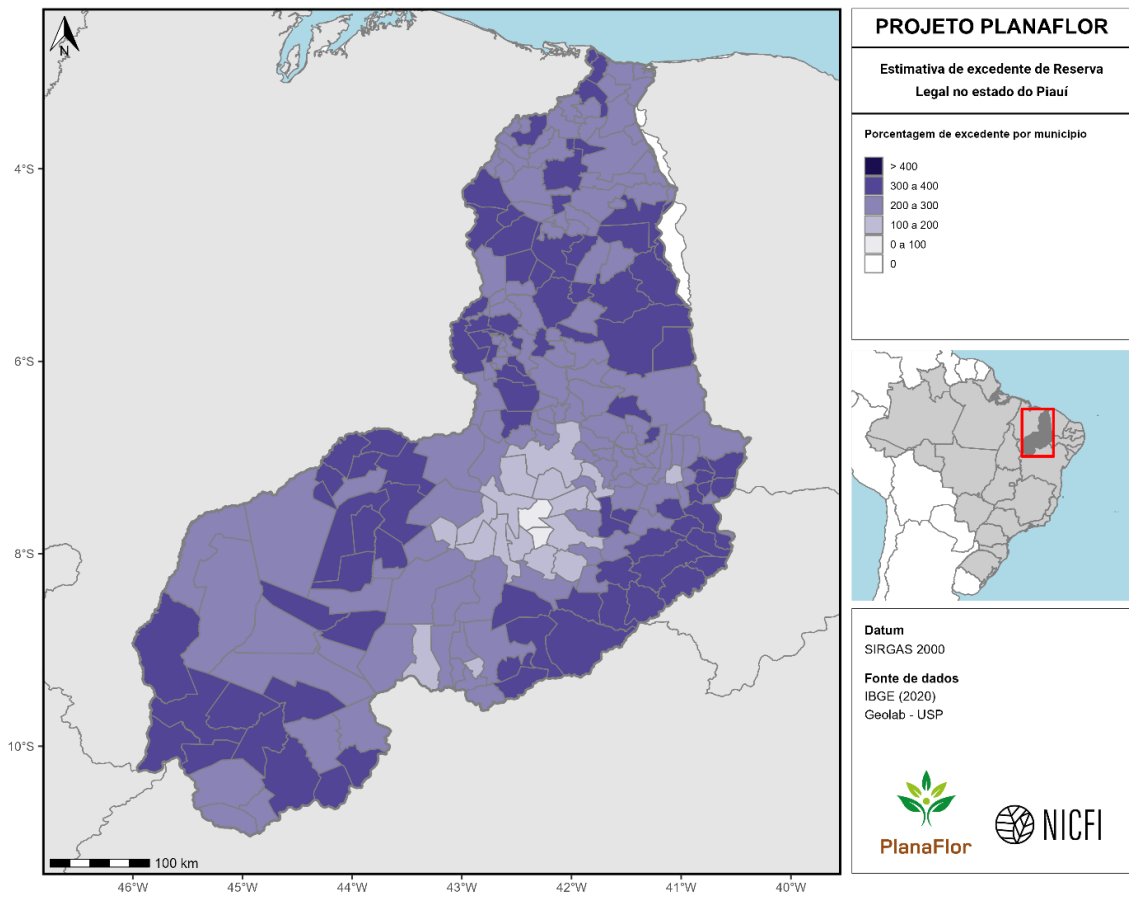 N
4°S
6°S
8°S
10°S
100 km
46°W
45°W
44°W
43°W
42°W
41°W
40°W
PROJETO PLANAFLOR
Estimativa de excedente de Reserva
Legal no estado do Piauí
Porcentagem de excedente por município
> 400
300 a 400
200 a 300
100 a 200
0 a 100
0
Datum
SIRGAS 2000
Fonte de dados
IBGE (2020)
Geolab - USP
PlanaFlor
NICFI